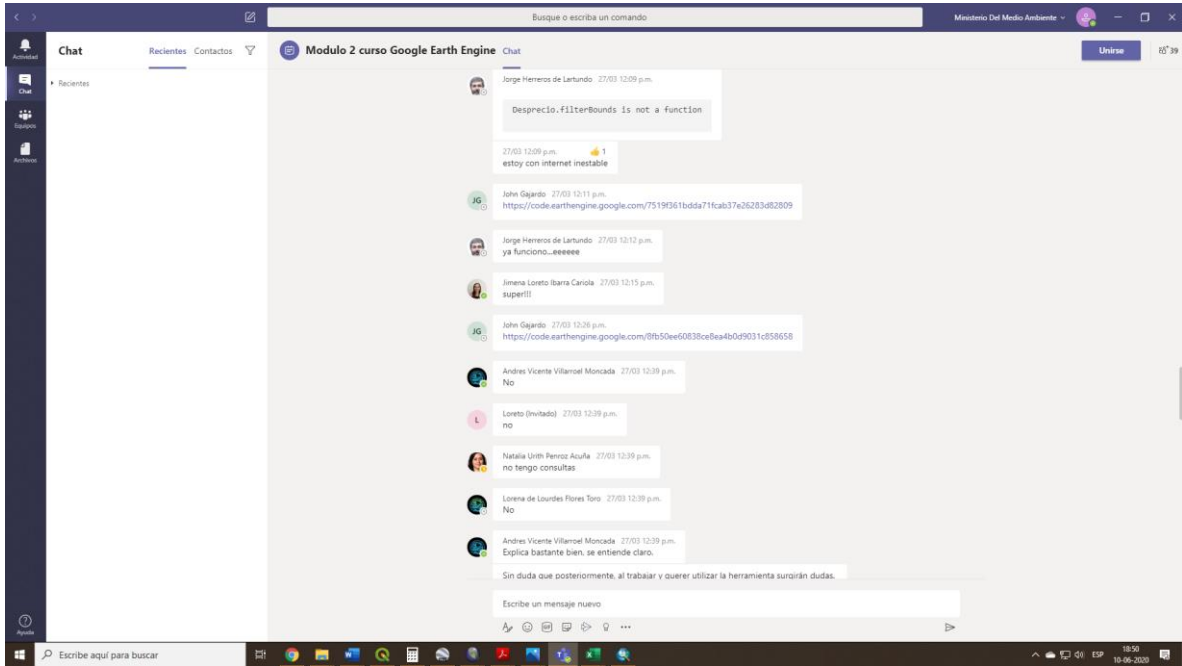 Busque o escriba un comando
Ministerio Del Medio Ambiente
Actividad
Chat
Equipos
Archivos
Ayuda
Chat
Recientes
Contactos
Recientes
Modulo 2 curso Google Earth Engine
Chat
Unirse
39
Jorge Herreros de Lartundo 27/03 12:09 p.m.
Desprecio.filterBounds is not a function
27/03 12:09 p.m. 👍 1
estoy con internet inestable
JG
John Gajardo 27/03 12:11 p.m.
https://code.earthengine.google.com/7519f361bdda71fcab37e26283d82809
Jorge Herreros de Lartundo 27/03 12:12 p.m.
ya funciono...eeeeee
Jimena Loreto Ibarra Cariola 27/03 12:15 p.m.
super!!!
JG
John Gajardo 27/03 12:26 p.m.
https://code.earthengine.google.com/8fb50ee60838ce8ea4b0d9031c858658
Andres Vicente Villarroel Moncada 27/03 12:39 p.m.
No
L
Loreto (Invitado) 27/03 12:39 p.m.
no
Natalia Urith Penroz Acuña 27/03 12:39 p.m.
no tengo consultas
Lorena de Lourdes Flores Toro 27/03 12:39 p.m.
No
Andres Vicente Villarroel Moncada 27/03 12:39 p.m.
Explica bastante bien, se entiende claro.
Sin duda que posteriormente, al trabajar y querer utilizar la herramienta surgirán dudas.
Escribe un mensaje nuevo
GIF
Escribe aquí para buscar
ESP
18:50
10-06-2020